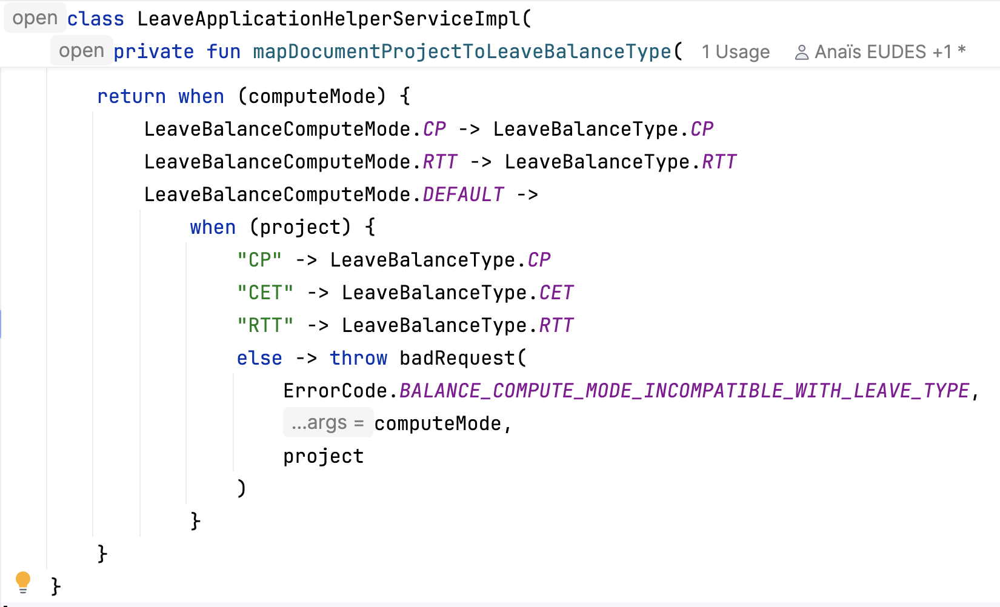 open class LeaveApplicationHelperServiceImpl(
open private fun mapDocumentProjectToLeaveBalanceType( 1 Usage Anaïs EUDES +1 *
return when (computeMode) {
LeaveBalanceComputeMode.CP -> LeaveBalanceType.CP
LeaveBalanceComputeMode.RTT -> LeaveBalanceType.RTT
LeaveBalanceComputeMode.DEFAULT ->
when (project) {
"CP" -> LeaveBalanceType.CP
"CET" -> LeaveBalanceType.CET
"RTT" -> LeaveBalanceType.RTT
else -> throw badRequest(
ErrorCode.BALANCE_COMPUTE_MODE_INCOMPATIBLE_WITH_LEAVE_TYPE,
...args = computeMode,
project
)
}
}
}